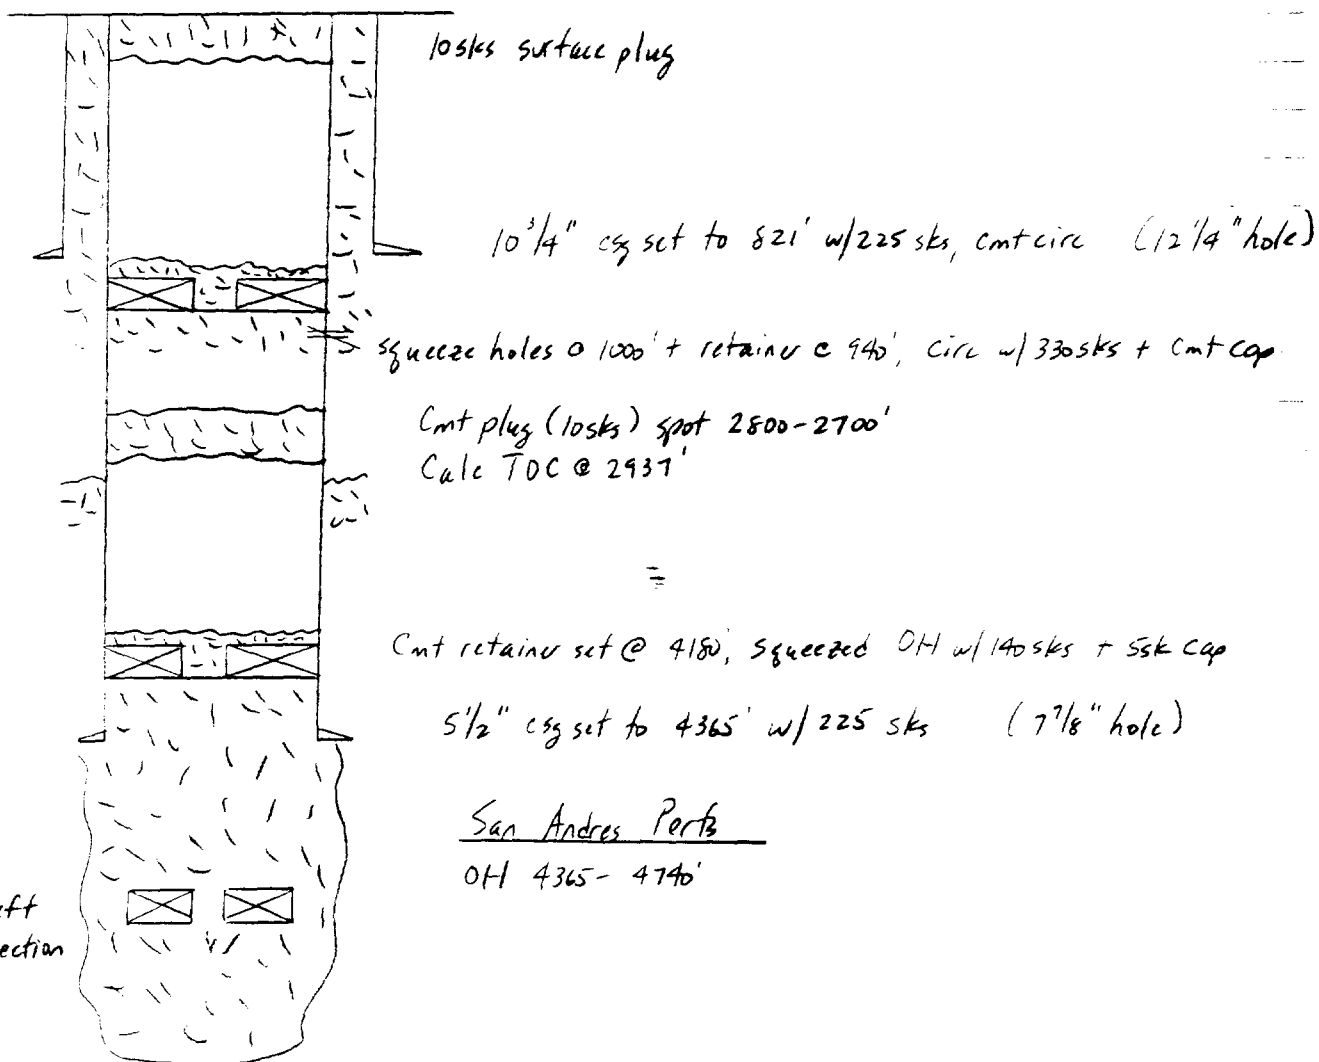 10sks surface plug
10 3/4" csg set to 821' w/225 sks, cmt circ (12 1/4" hole)
squeeze holes @ 1000' + retainer @ 940', circ w/ 330sks + Cmt cap
Cmt plug (10sks) spot 2800-2700'
Calc TOC @ 2937'
Cmt retainer set @ 4180', squeezed OH w/ 140sks + 5sk cap
5 1/2" csg set to 4365' w/ 225 sks (7 7/8" hole)
San Andres Perfs
OH 4365-4740'